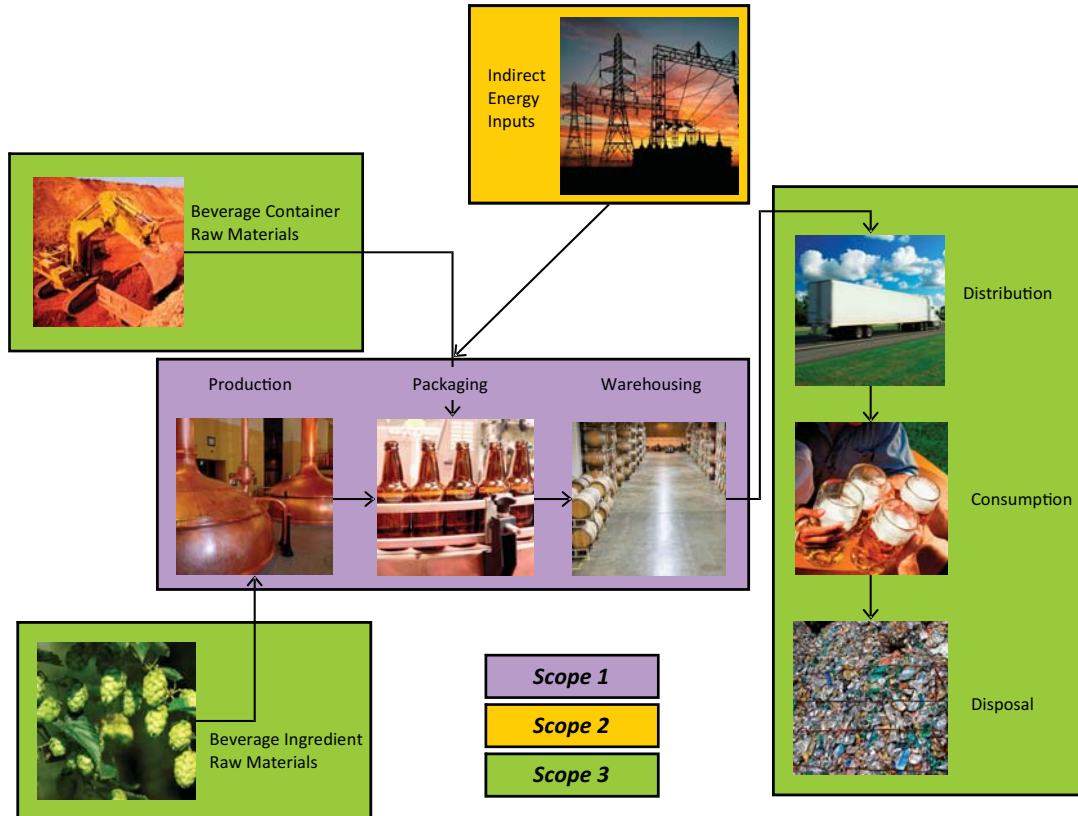 Indirect
Energy
Inputs
Beverage Container
Raw Materials
Distribution
Production
Packaging
Warehousing
Consumption
Scope 1
Scope 2
Scope 3
Disposal
Beverage Ingredient
Raw Materials